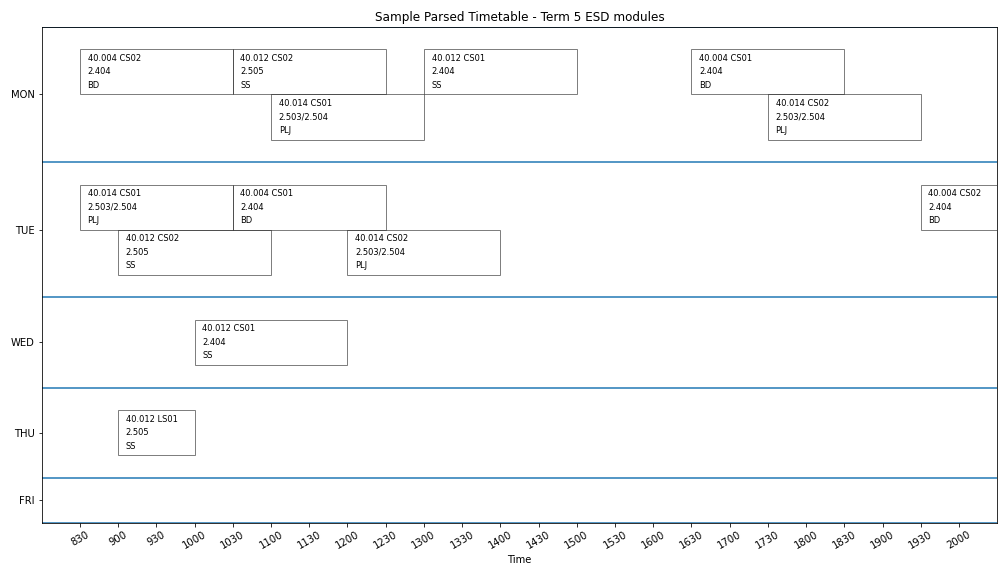 Sample Parsed Timetable - Term 5 ESD modules
MON
40.004 CS02
2.404
BD
40.012 CS02
2.505
SS
40.012 CS01
2.404
SS
40.004 CS01
2.404
BD
40.014 CS01
2.503/2.504
PLJ
40.014 CS02
2.503/2.504
PLJ
TUE
40.014 CS01
2.503/2.504
PLJ
40.004 CS01
2.404
BD
40.004 CS02
2.404
BD
40.012 CS02
2.505
SS
40.014 CS02
2.503/2.504
PLJ
WED
40.012 CS01
2.404
SS
THU
40.012 LS01
2.505
SS
FRI
830 900 930 1000 1030 1100 1130 1200 1230 1300 1330 1400 1430 1500 1600 1630 1700 1730 1800 1830 1900 1930 2000
Time